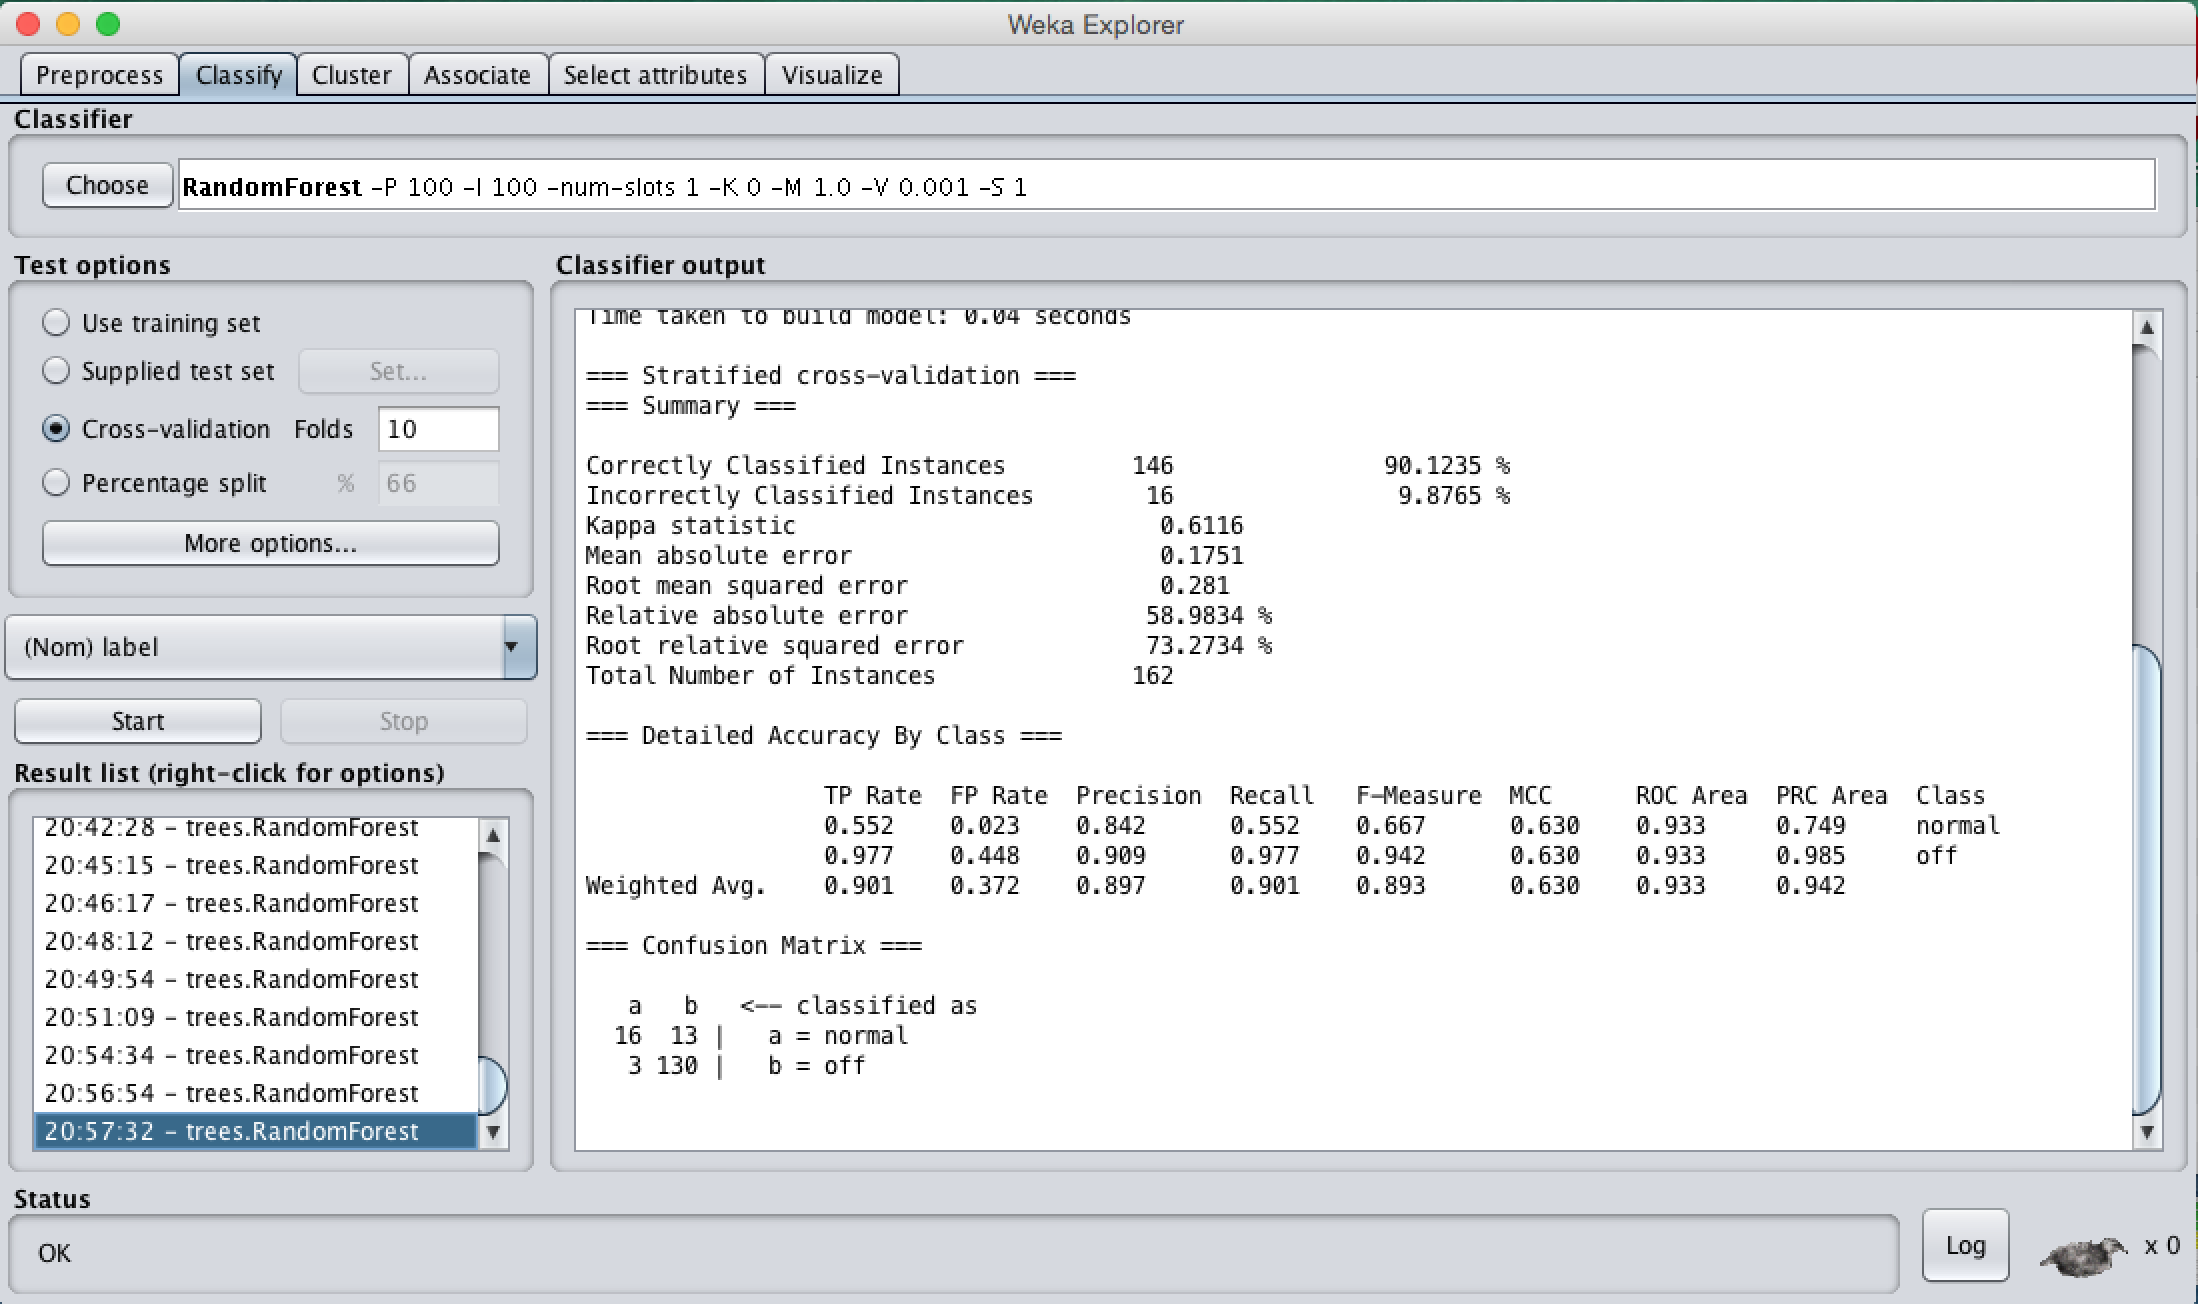 Weka Explorer
Preprocess Classify Cluster Associate Select attributes Visualize
Classifier
Choose RandomForest -P 100 -I 100 -num-slots 1 -K 0 -M 1.0 -V 0.001 -S 1
Test options
Use training set
Supplied test set Set...
Cross-validation Folds 10
Percentage split % 66
More options...
(Nom) label
Start Stop
Result list (right-click for options)
20:42:28 - trees.RandomForest
20:45:15 - trees.RandomForest
20:46:17 - trees.RandomForest
20:48:12 - trees.RandomForest
20:49:54 - trees.RandomForest
20:51:09 - trees.RandomForest
20:54:34 - trees.RandomForest
20:56:54 - trees.RandomForest
20:57:32 - trees.RandomForest
Classifier output
Time taken to build model: 0.04 seconds
=== Stratified cross-validation ===
=== Summary ===
Correctly Classified Instances 146 90.1235 %
Incorrectly Classified Instances 16 9.8765 %
Kappa statistic 0.6116
Mean absolute error 0.1751
Root mean squared error 0.281
Relative absolute error 58.9834 %
Root relative squared error 73.2734 %
Total Number of Instances 162
=== Detailed Accuracy By Class ===
TP Rate FP Rate Precision Recall F-Measure MCC ROC Area PRC Area Class
0.552 0.023 0.842 0.552 0.667 0.630 0.933 0.749 normal
0.977 0.448 0.909 0.977 0.942 0.630 0.933 0.985 off
Weighted Avg. 0.901 0.372 0.897 0.901 0.893 0.630 0.933 0.942
=== Confusion Matrix ===
a b <-- classified as
16 13 | a = normal
3 130 | b = off
Status
OK
Log x 0